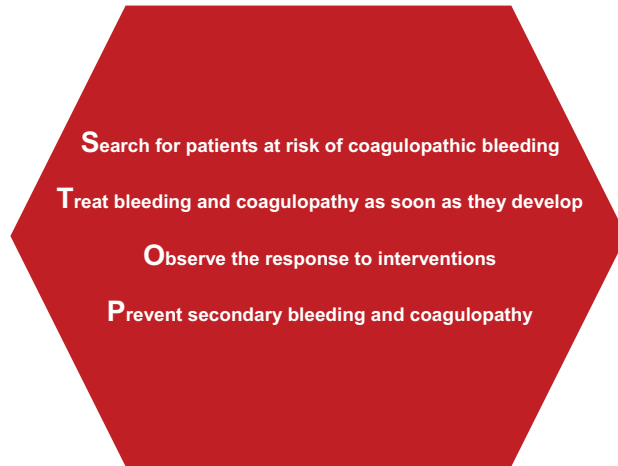 Search for patients at risk of coagulopathic bleeding
Treat bleeding and coagulopathy as soon as they develop
Observe the response to interventions
Prevent secondary bleeding and coagulopathy